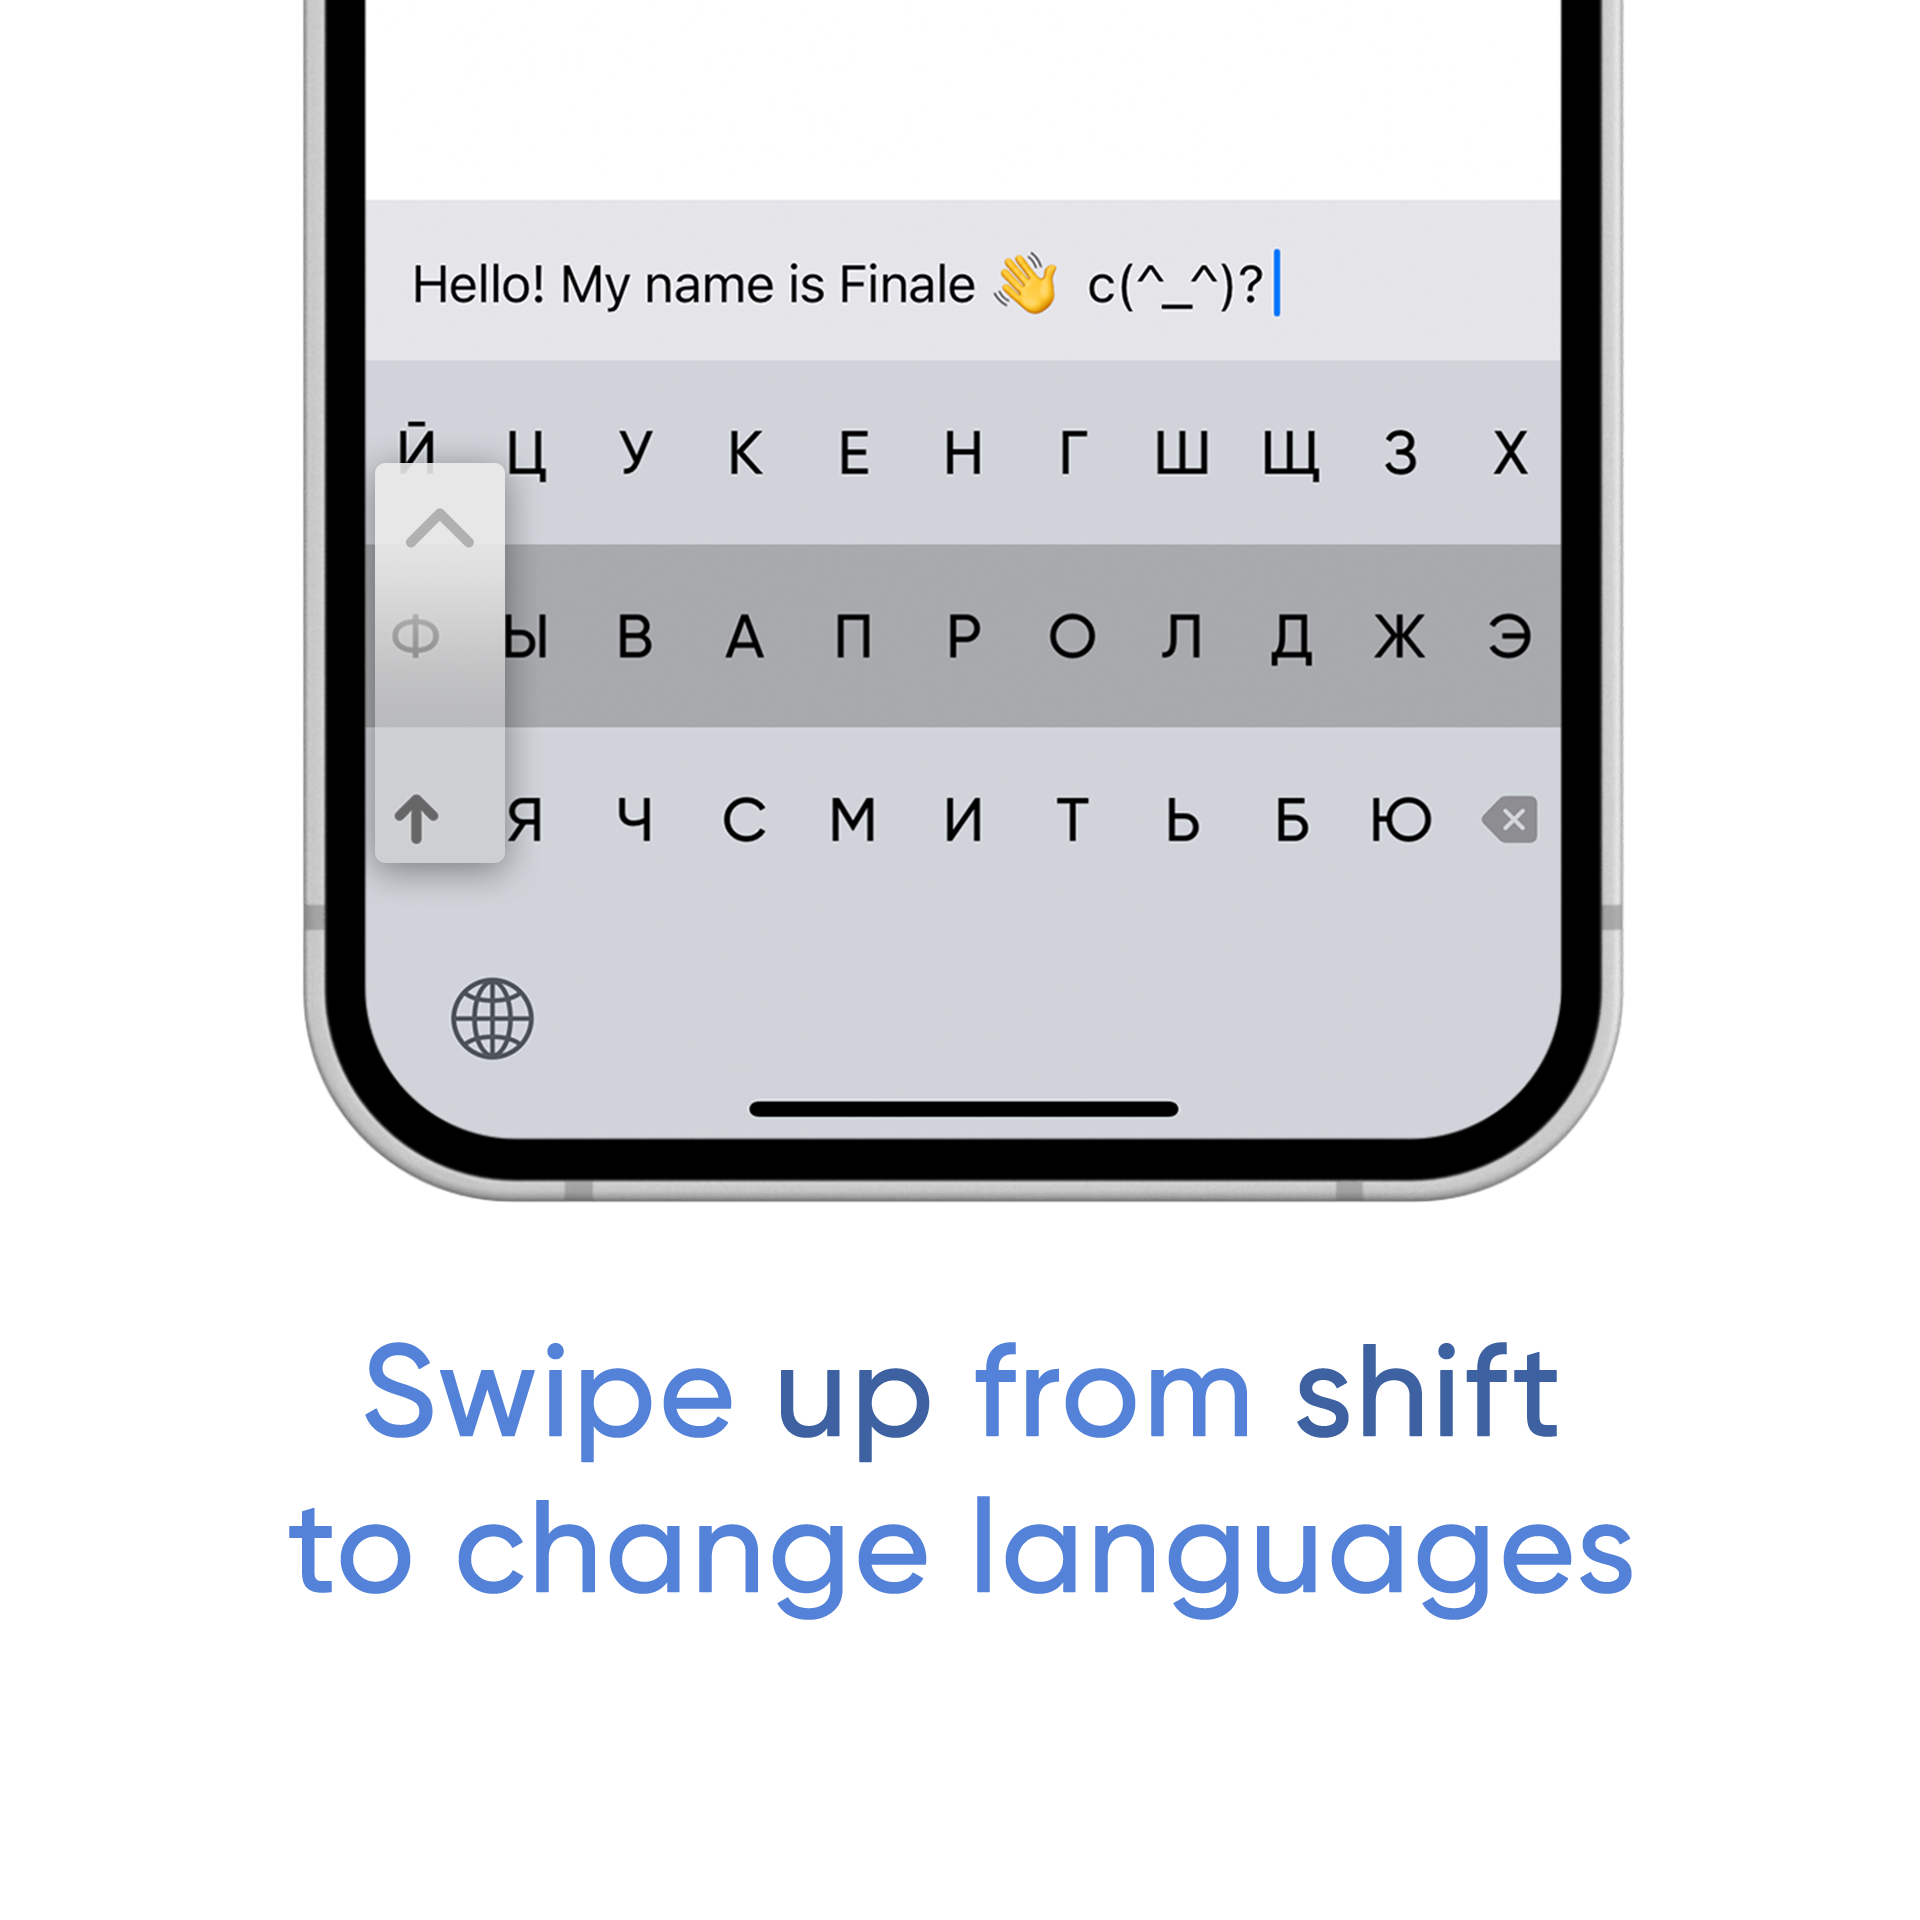 Hello! My name is Finale 👋 c(^_^)?
Й Ц У К Е Н Г Ш Щ З Х
Ф Ы В А П Р О Л Д Ж Э
Я Ч С М И Т Ь Б Ю
Swipe up from shift
to change languages